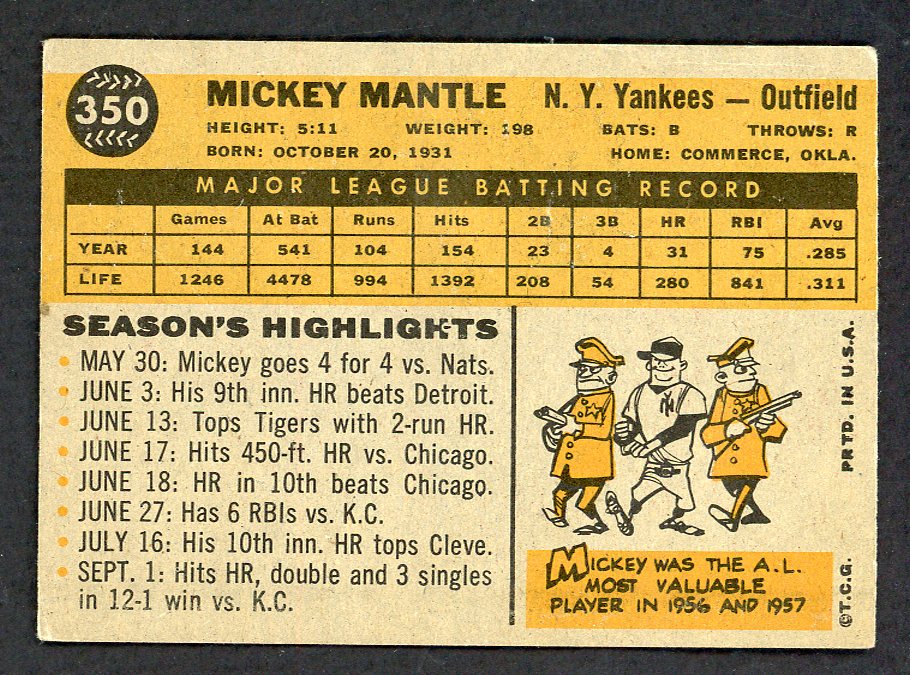 350
MICKEY MANTLE N. Y. Yankees — Outfield
HEIGHT: 5:11 WEIGHT: 198 BATS: B THROWS: R
BORN: OCTOBER 20, 1931 HOME: COMMERCE, OKLA.
MAJOR LEAGUE BATTING RECORD
Games At Bat Runs Hits 2B 3B HR RBI Avg
YEAR 144 541 104 154 23 4 31 75 .285
LIFE 1246 4478 994 1392 208 54 280 841 .311
SEASON'S HIGHLIGHTS
• MAY 30: Mickey goes 4 for 4 vs. Nats.
• JUNE 3: His 9th inn. HR beats Detroit.
• JUNE 13: Tops Tigers with 2-run HR.
• JUNE 17: Hits 450-ft. HR vs. Chicago.
• JUNE 18: HR in 10th beats Chicago.
• JUNE 27: Has 6 RBIs vs. K.C.
• JULY 16: His 10th inn. HR tops Cleve.
• SEPT. 1: Hits HR, double and 3 singles
in 12-1 win vs. K.C.
NY
MICKEY WAS THE A.L.
MOST VALUABLE
PLAYER IN 1956 AND 1957
©T.C.G. PRTD. IN U.S.A.